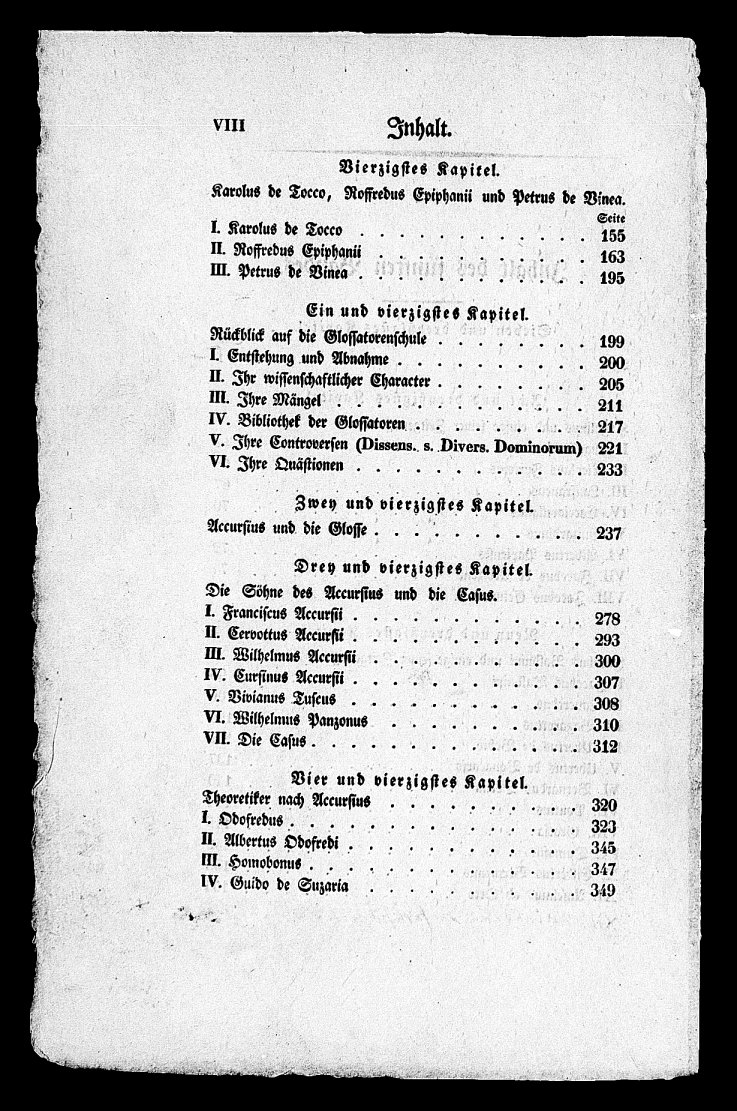 VIII Inhalt.
Vierzigstes Kapitel.
Karolus de Tocco, Roffredus Epiphanii und Petrus de Vinea.
Seite
I. Karolus de Tocco . . . . . . . . . . . 155
II. Roffredus Epiphanii . . . . . . . . . . 163
III. Petrus de Vinea . . . . . . . . . . . 195
Ein und vierzigstes Kapitel.
Rückblick auf die Glossatorenschule . . . . . . . 199
I. Entstehung und Abnahme . . . . . . . . . 200
II. Ihr wissenschaftlicher Character . . . . . . . 205
III. Ihre Mängel . . . . . . . . . . . . 211
IV. Bibliothek der Glossatoren . . . . . . . . 217
V. Ihre Controversen (Dissens. s. Divers. Dominorum) 221
VI. Ihre Quästionen . . . . . . . . . . . 233
Zwey und vierzigstes Kapitel.
Accursius und die Glosse . . . . . . . . . . 237
Drey und vierzigstes Kapitel.
Die Söhne des Accursius und die Casus.
I. Franciscus Accursii . . . . . . . . . . 278
II. Cervottus Accursii . . . . . . . . . . 293
III. Wilhelmus Accursii . . . . . . . . . . 300
IV. Cursinus Accursii . . . . . . . . . . 307
V. Vivianus Tuscus . . . . . . . . . . 308
VI. Wilhelmus Panzonus . . . . . . . . . 310
VII. Die Casus . . . . . . . . . . . . 312
Vier und vierzigstes Kapitel.
Theoretiker nach Accursius . . . . . . . . . 320
I. Odofredus . . . . . . . . . . . . . 323
II. Albertus Odofredi . . . . . . . . . . 345
III. Homobonus . . . . . . . . . . . . 347
IV. Guido de Suzaria . . . . . . . . . . 349